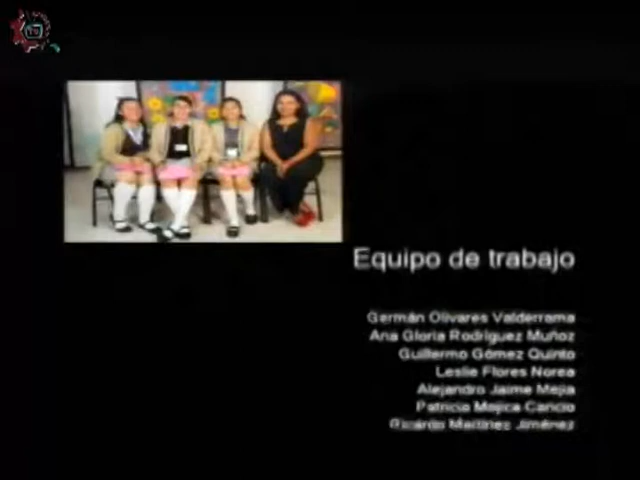 Equipo de trabajo
Germán Olivares Valderrama
Ana Gloria Rodríguez Muñoz
Guillermo Gómez Quinto
Leslie Flores Norea
Alejandro Jaime Mejia
Patricia Mojica Cancio
Ricardo Martínez Jiménez